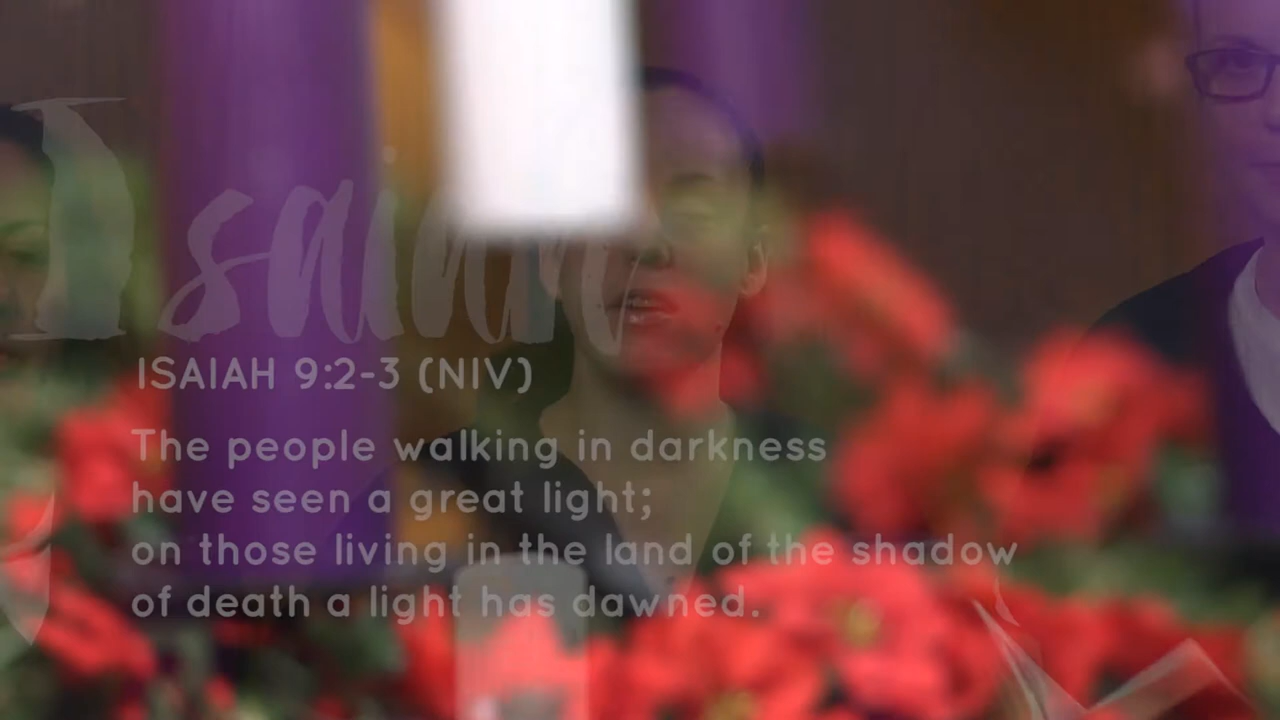 Isaiah
ISAIAH 9:2-3 (NIV)
The people walking in darkness
have seen a great light;
on those living in the land of the shadow
of death a light has dawned.